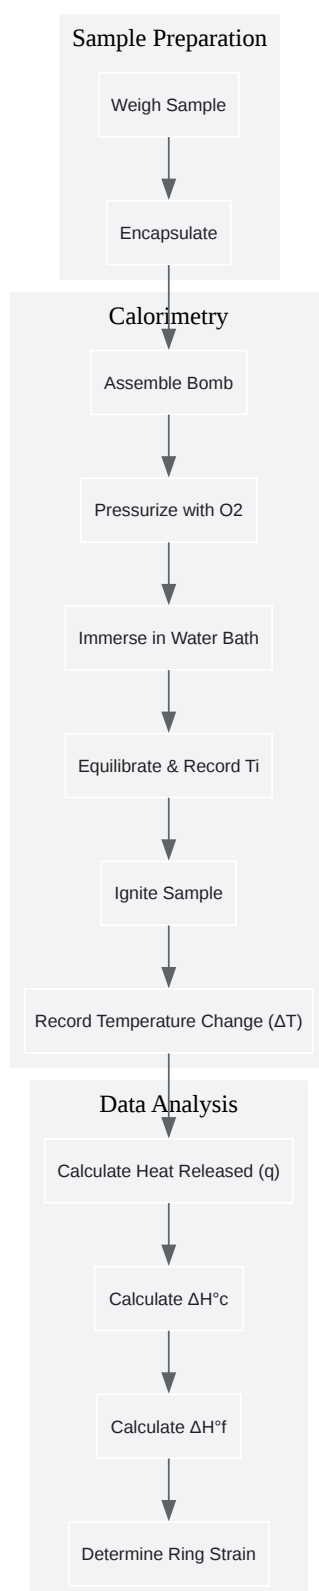 Sample Preparation
Weigh Sample
Encapsulate
Calorimetry
Assemble Bomb
Pressurize with O2
Immerse in Water Bath
Equilibrate & Record Ti
Ignite Sample
Record Temperature Change (ΔT)
Data Analysis
Calculate Heat Released (q)
Calculate ΔH°c
Calculate ΔH°f
Determine Ring Strain